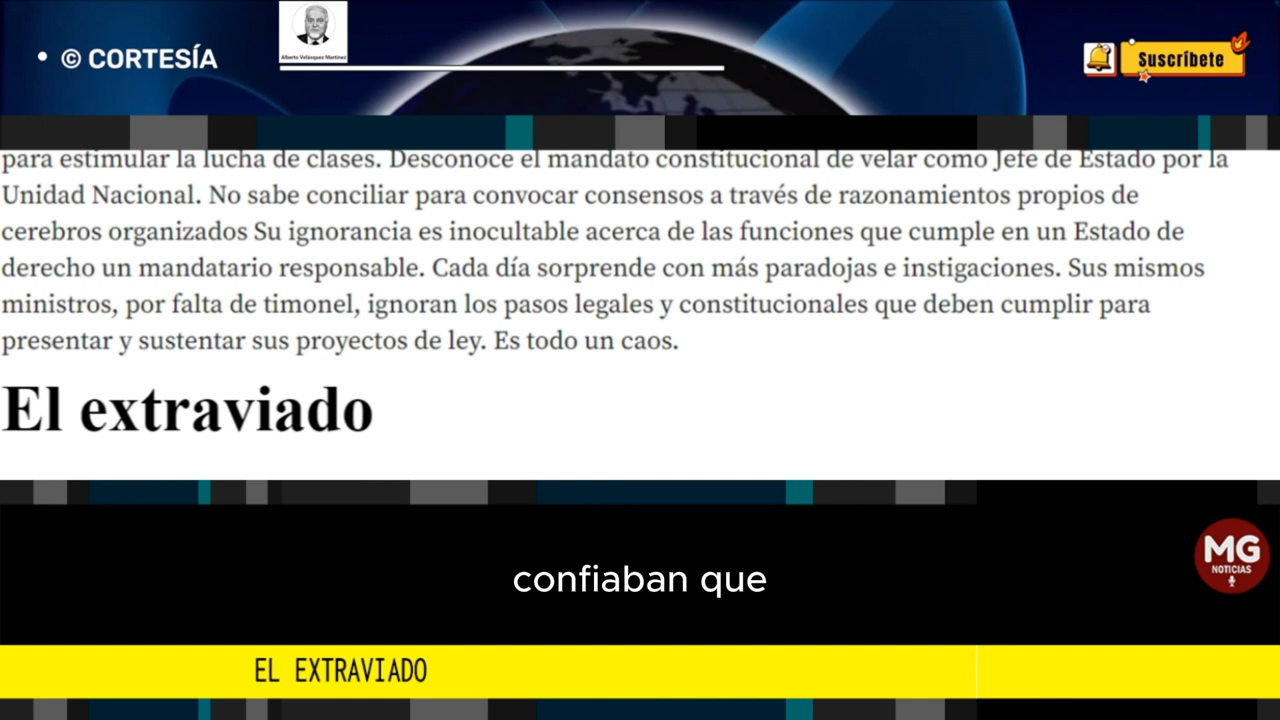 • © CORTESÍA
Alberto Velásquez Martínez
Suscríbete
para estimular la lucha de clases. Desconoce el mandato constitucional de velar como Jefe de Estado por la
Unidad Nacional. No sabe conciliar para convocar consensos a través de razonamientos propios de
cerebros organizados Su ignorancia es inocultable acerca de las funciones que cumple en un Estado de
derecho un mandatario responsable. Cada día sorprende con más paradojas e instigaciones. Sus mismos
ministros, por falta de timonel, ignoran los pasos legales y constitucionales que deben cumplir para
presentar y sustentar sus proyectos de ley. Es todo un caos.
El extraviado
MG
NOTICIAS
confiaban que
EL EXTRAVIADO